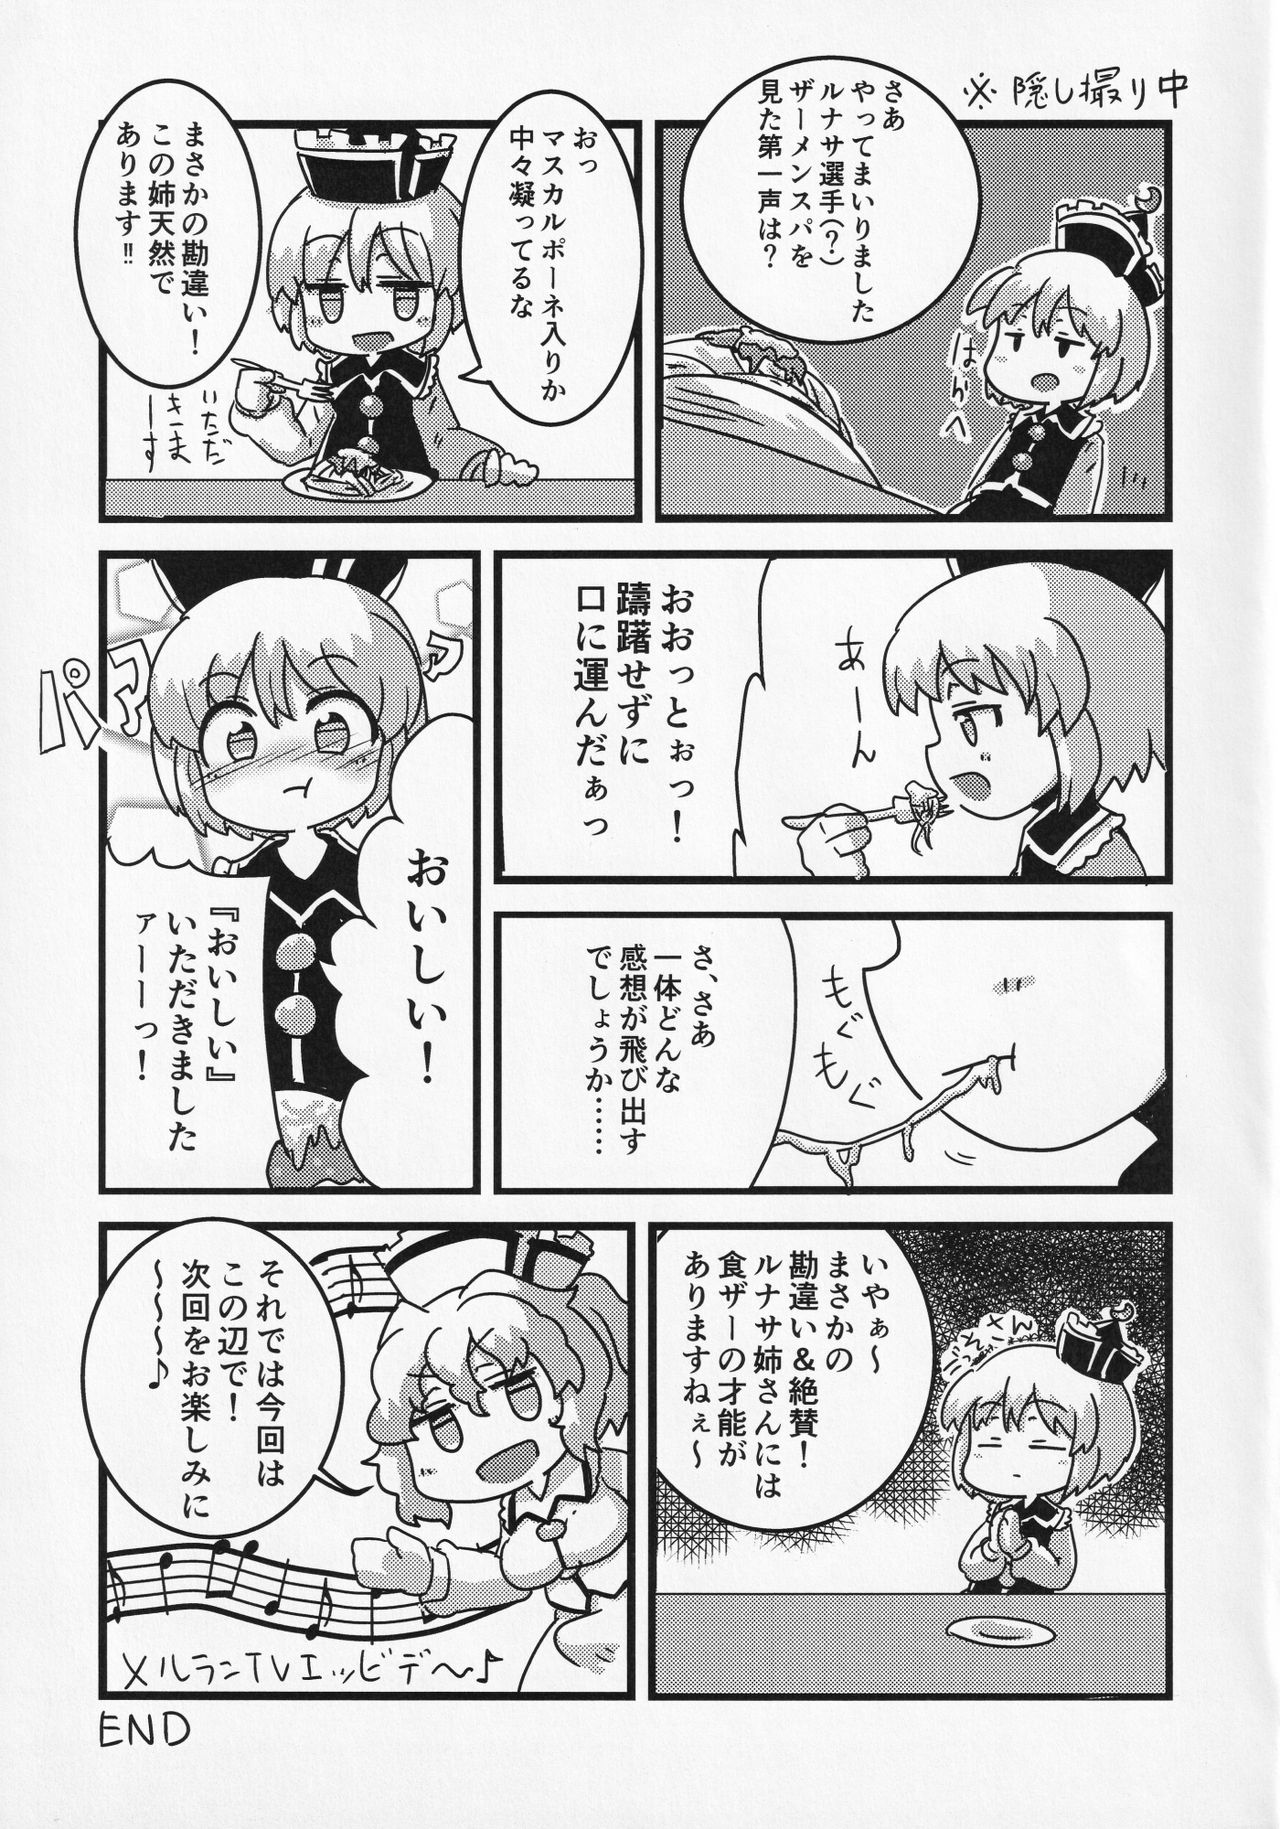 ※隠し撮り中
さあ
やってまいりました
ルナサ選手(？)
ザーメンスパを
見た第一声は？
はらへ
おっ
マスカルポーネ入りか
中々凝ってるな
いただ
きま
ーす
まさかの勘違い！
この姉天然で
あります!!
あーん
おおっとぉっ！
躊躇せずに
口に運んだぁっ
もぐ
もぐ
さ、さあ
一体どんな
感想が飛び出す
でしょうか……
パアァ
おいしい！
『おいしい』
いただきました
ァーーっ！
いやぁ〜
まさかの
勘違い＆絶賛！
ルナサ姉さんには
食ザーの才能が
ありますねぇ〜
それでは今回は
この辺で！
次回をお楽しみに
〜〜〜♪
メルランTVエッビデ〜♪
END